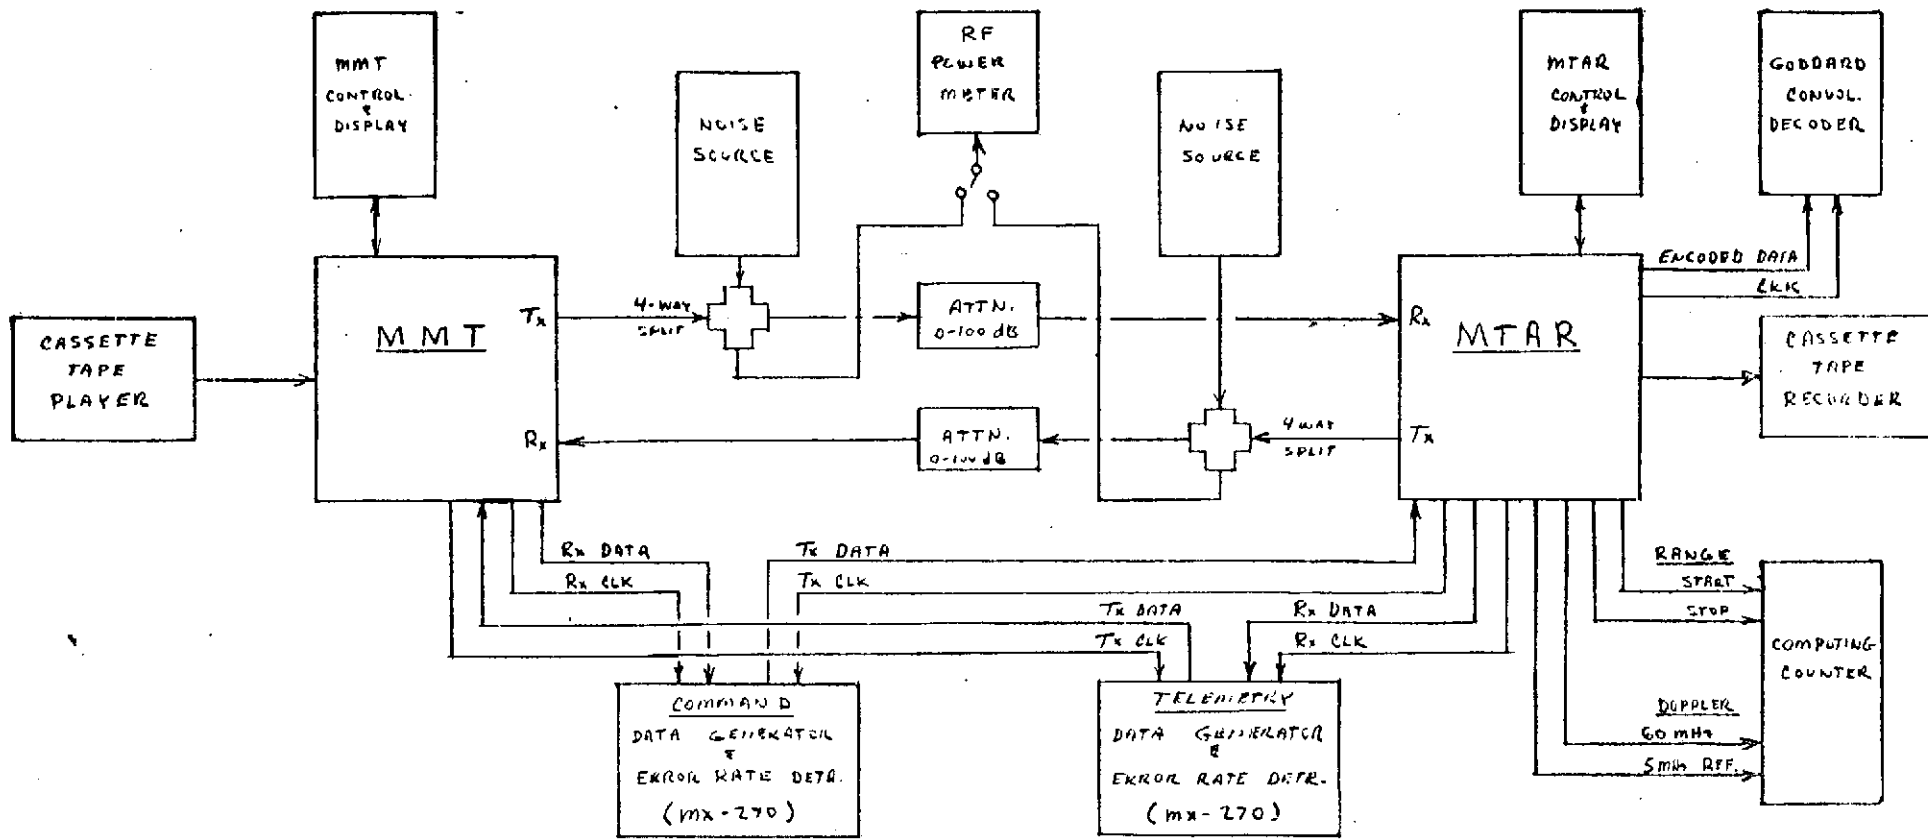 MMT
CONTROL
&
DISPLAY
NOISE
SOURCE
RF
POWER
METER
NOISE
SOURCE
MTAR
CONTROL
&
DISPLAY
GODDARD
CONVOL.
DECODER
ENCODED DATA
CLK
CASSETTE
TAPE
PLAYER
MMT
Tx
Rx
4-WAY
SPLIT
ATTN.
0-100 dB
ATTN.
0-100 dB
4 WAY
SPLIT
Rx
MTAR
Tx
CASSETTE
TAPE
RECORDER
Rx DATA
Rx CLK
Tx DATA
Tx CLK
Tx DATA
Tx CLK
Rx DATA
Rx CLK
RANGE
START
STOP
COMPUTING
COUNTER
DOPPLER
60 MHz
5 MHz REF.
COMMAND
DATA GENERATOR
&
ERROR RATE DETR.
(MX-270)
TELEMETRY
DATA GENERATOR
&
ERROR RATE DETR.
(MX-270)